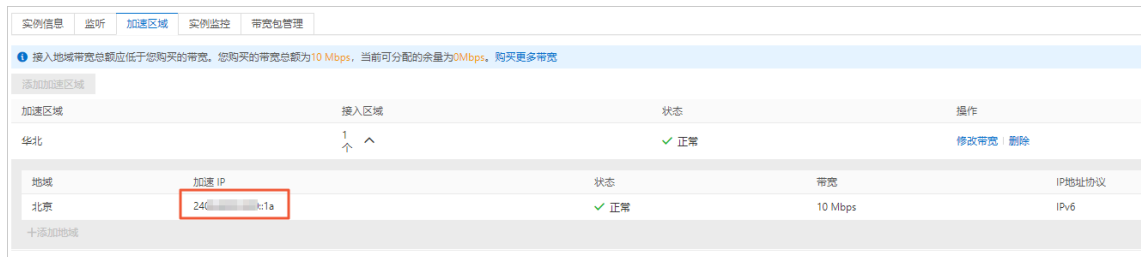 实例信息 监听 加速区域 实例监控 带宽包管理
接入地域带宽总额应低于您购买的带宽。您购买的带宽总额为10 Mbps，当前可分配的余量为0Mbps。购买更多带宽
添加加速区域
加速区域 接入区域 状态 操作
华北 1个 正常 修改带宽 删除
地域 加速 IP 状态 带宽 IP地址协议
北京 240 ::1a 正常 10 Mbps IPv6
+添加地域